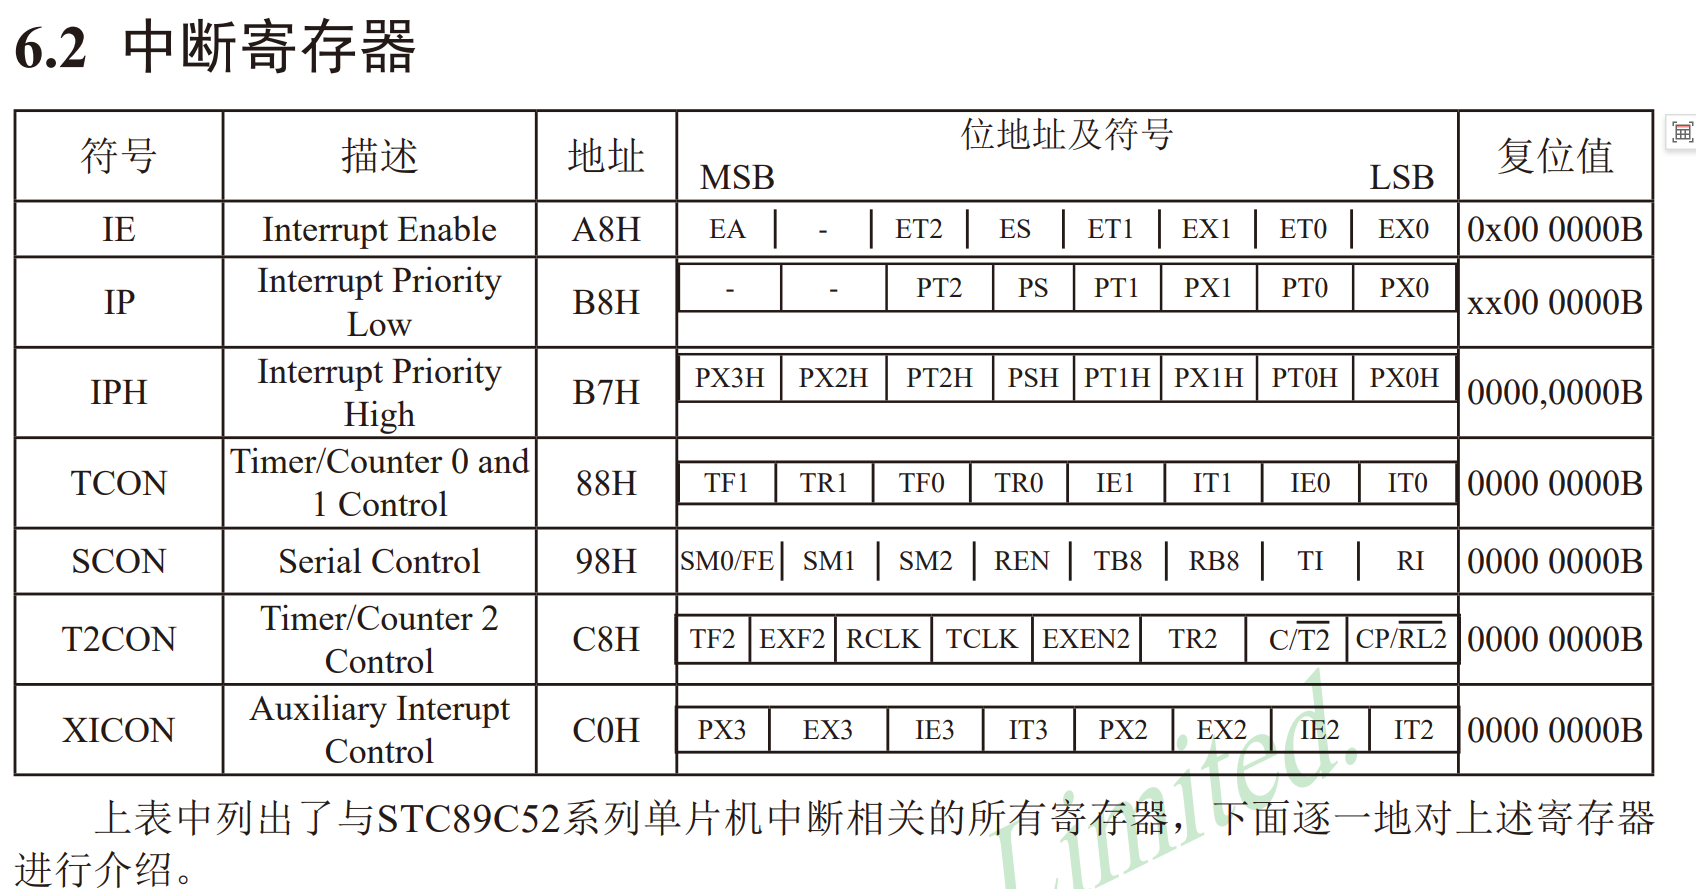 6.2 中断寄存器
符号 描述 地址 位地址及符号 MSB LSB 复位值
IE Interrupt Enable A8H EA - ET2 ES ET1 EX1 ET0 EX0 0x00 0000B
IP Interrupt Priority Low B8H - - PT2 PS PT1 PX1 PT0 PX0 xx00 0000B
IPH Interrupt Priority High B7H PX3H PX2H PT2H PSH PT1H PX1H PT0H PX0H 0000,0000B
TCON Timer/Counter 0 and 1 Control 88H TF1 TR1 TF0 TR0 IE1 IT1 IE0 IT0 0000 0000B
SCON Serial Control 98H SM0/FE SM1 SM2 REN TB8 RB8 TI RI 0000 0000B
T2CON Timer/Counter 2 Control C8H TF2 EXF2 RCLK TCLK EXEN2 TR2 C/T2 CP/RL2 0000 0000B
XICON Auxiliary Interupt Control C0H PX3 EX3 IE3 IT3 PX2 EX2 IE2 IT2 0000 0000B
上表中列出了与STC89C52系列单片机中断相关的所有寄存器，下面逐一地对上述寄存器
进行介绍。
Limited.